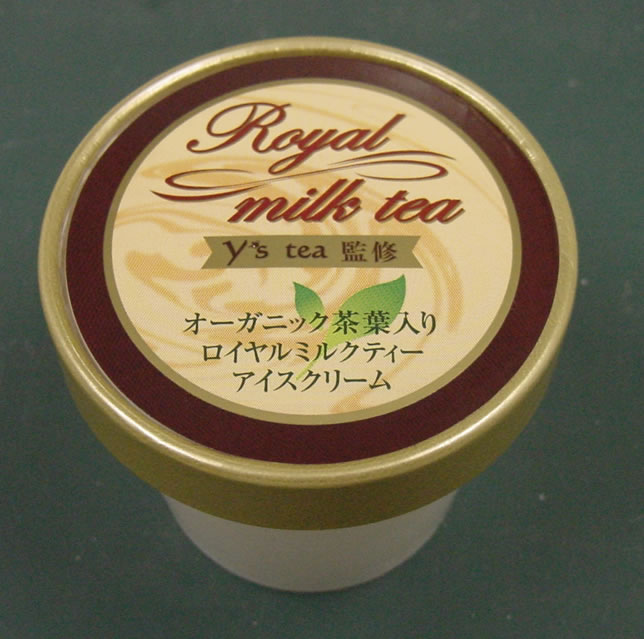 Royal
milk tea
y's tea 監修
オーガニック茶葉入り
ロイヤルミルクティー
アイスクリーム